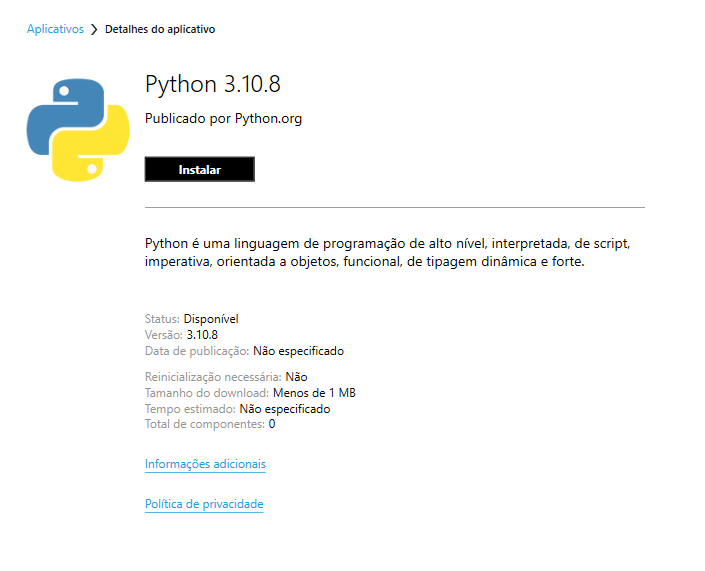 Aplicativos > Detalhes do aplicativo
Python 3.10.8
Publicado por Python.org
Instalar
Python é uma linguagem de programação de alto nível, interpretada, de script,
imperativa, orientada a objetos, funcional, de tipagem dinâmica e forte.
Status: Disponível
Versão: 3.10.8
Data de publicação: Não especificado
Reinicialização necessária: Não
Tamanho do download: Menos de 1 MB
Tempo estimado: Não especificado
Total de componentes: 0
Informações adicionais
Política de privacidade